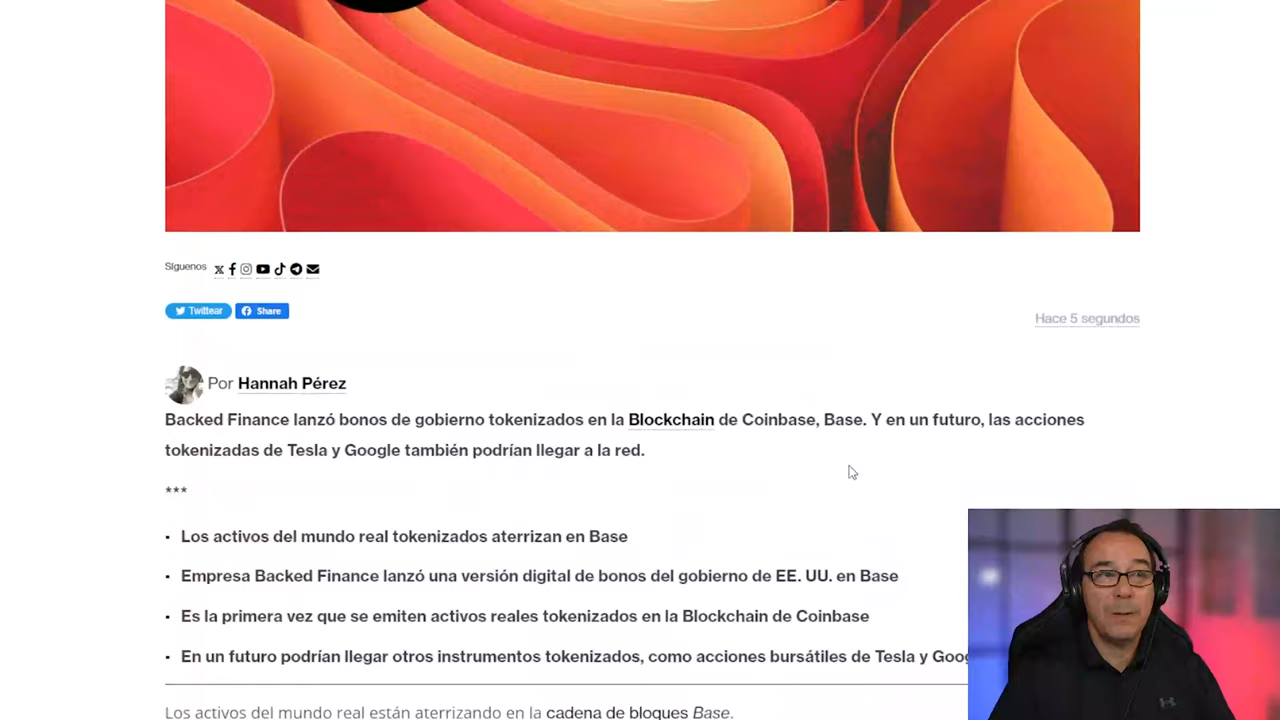 Síguenos
Twittear Share
Hace 5 segundos
Por Hannah Pérez
Backed Finance lanzó bonos de gobierno tokenizados en la Blockchain de Coinbase, Base. Y en un futuro, las acciones
tokenizadas de Tesla y Google también podrían llegar a la red.
***
• Los activos del mundo real tokenizados aterrizan en Base
• Empresa Backed Finance lanzó una versión digital de bonos del gobierno de EE. UU. en Base
• Es la primera vez que se emiten activos reales tokenizados en la Blockchain de Coinbase
• En un futuro podrían llegar otros instrumentos tokenizados, como acciones bursátiles de Tesla y
Los activos del mundo real están aterrizando en la cadena de bloques Base.